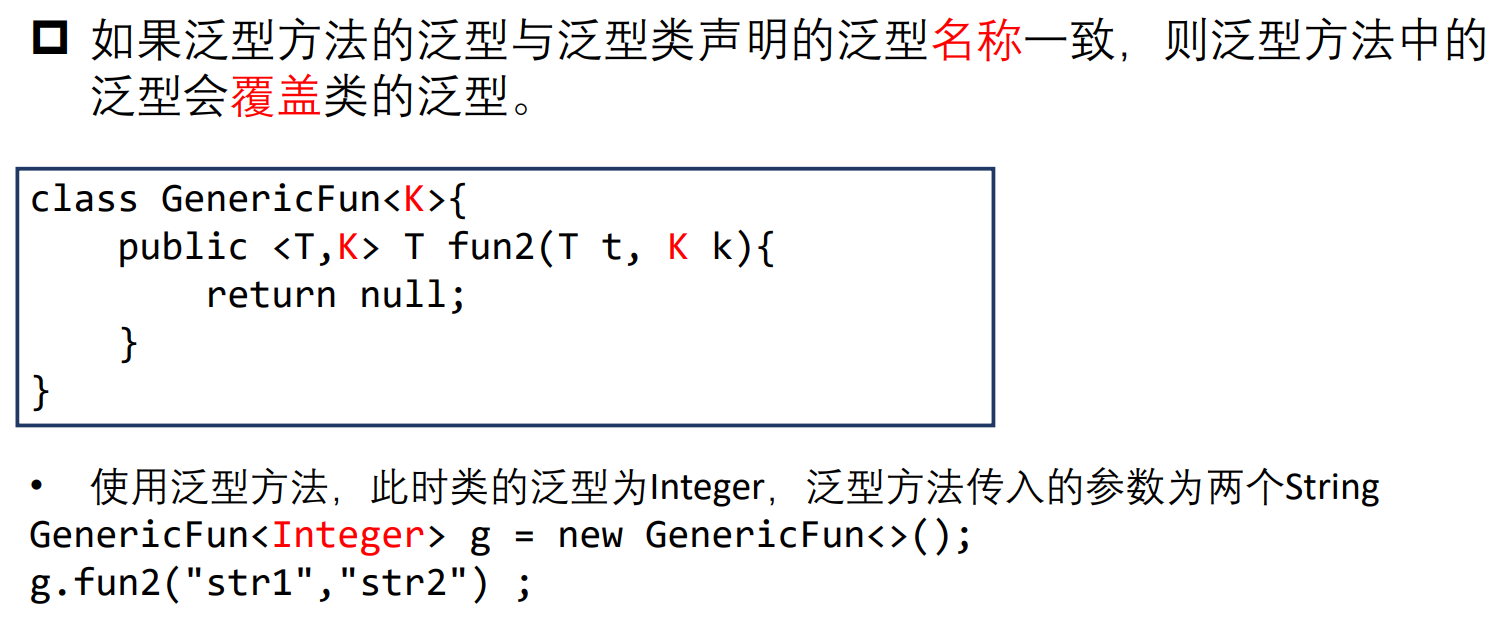 如果泛型方法的泛型与泛型类声明的泛型名称一致，则泛型方法中的
泛型会覆盖类的泛型。
class GenericFun<K>{
    public <T,K> T fun2(T t, K k){
        return null;
    }
}
• 使用泛型方法，此时类的泛型为Integer，泛型方法传入的参数为两个String
GenericFun<Integer> g = new GenericFun<>();
g.fun2("str1","str2") ;